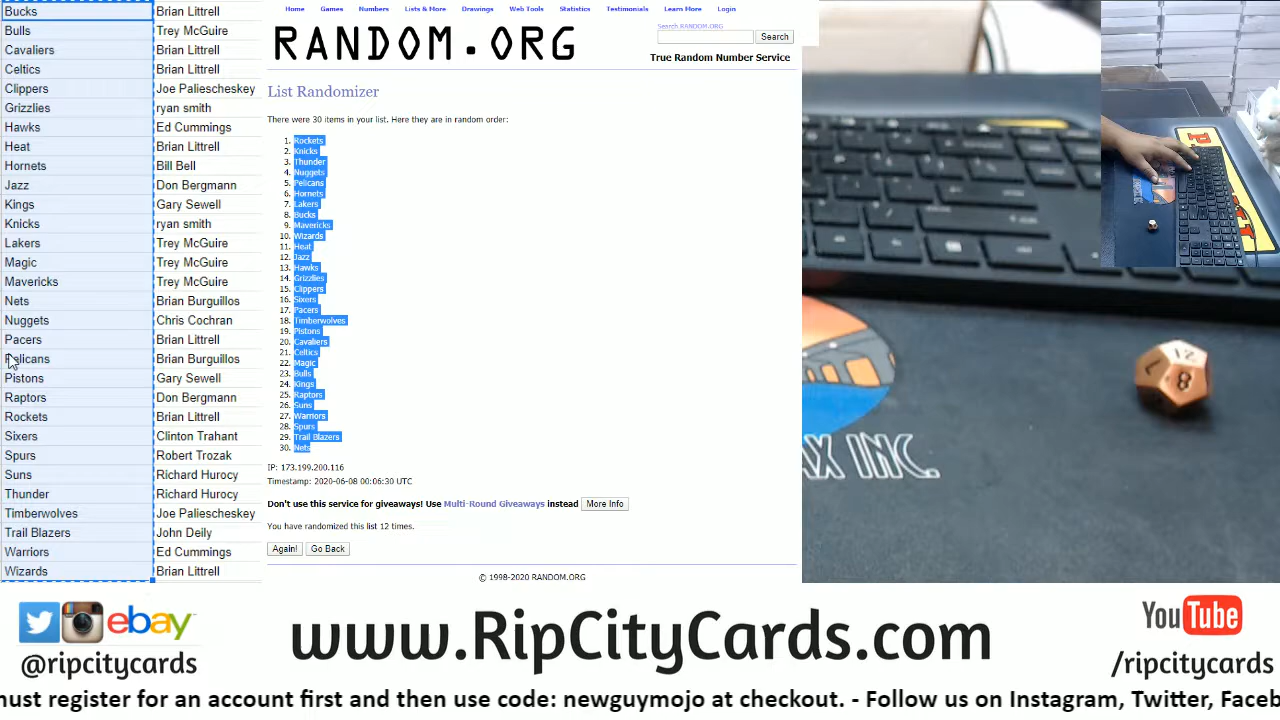 Bucks Brian Littrell
Bulls Trey McGuire
Cavaliers Brian Littrell
Celtics Brian Littrell
Clippers Joe Paliescheskey
Grizzlies ryan smith
Hawks Ed Cummings
Heat Brian Littrell
Hornets Bill Bell
Jazz Don Bergmann
Kings Gary Sewell
Knicks ryan smith
Lakers Trey McGuire
Magic Trey McGuire
Mavericks Trey McGuire
Nets Brian Burguillos
Nuggets Chris Cochran
Pacers Brian Littrell
Pelicans Brian Burguillos
Pistons Gary Sewell
Raptors Don Bergmann
Rockets Brian Littrell
Sixers Clinton Trahant
Spurs Robert Trozak
Suns Richard Hurocy
Thunder Richard Hurocy
Timberwolves Joe Paliescheskey
Trail Blazers John Deily
Warriors Ed Cummings
Wizards Brian Littrell
Home Games Numbers Lists & More Drawings Web Tools Statistics Testimonials Learn More Login
RANDOM.ORG
Search RANDOM.ORG
Search
True Random Number Service
List Randomizer
There were 30 items in your list. Here they are in random order:
1. Rockets
2. Knicks
3. Thunder
4. Nuggets
5. Pelicans
6. Hornets
7. Lakers
8. Bucks
9. Mavericks
10. Wizards
11. Heat
12. Jazz
13. Hawks
14. Grizzlies
15. Clippers
16. Sixers
17. Pacers
18. Timberwolves
19. Pistons
20. Cavaliers
21. Celtics
22. Magic
23. Bulls
24. Kings
25. Raptors
26. Suns
27. Warriors
28. Spurs
29. Trail Blazers
30. Nets
IP: 173.199.200.116
Timestamp: 2020-06-08 00:06:30 UTC
Don't use this service for giveaways! Use Multi-Round Giveaways instead More Info
You have randomized this list 12 times.
Again! Go Back
© 1998-2020 RANDOM.ORG
12
8
AX INC.
ebay
@ripcitycards
www.RipCityCards.com
YouTube
/ripcitycards
must register for an account first and then use code: newguymojo at checkout. - Follow us on Instagram, Twitter, Faceb